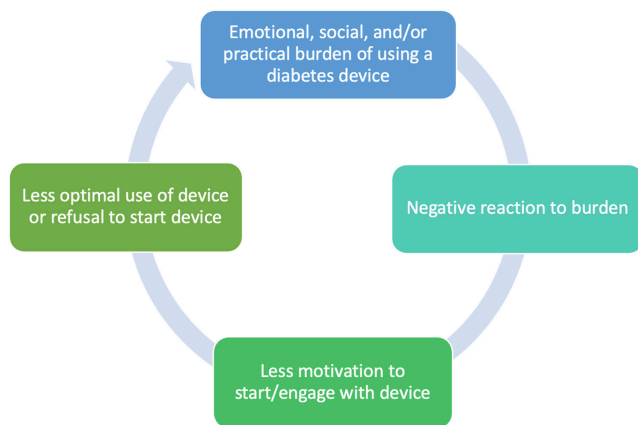 Emotional, social, and/or
practical burden of using a
diabetes device
Negative reaction to burden
Less motivation to
start/engage with device
Less optimal use of device
or refusal to start device